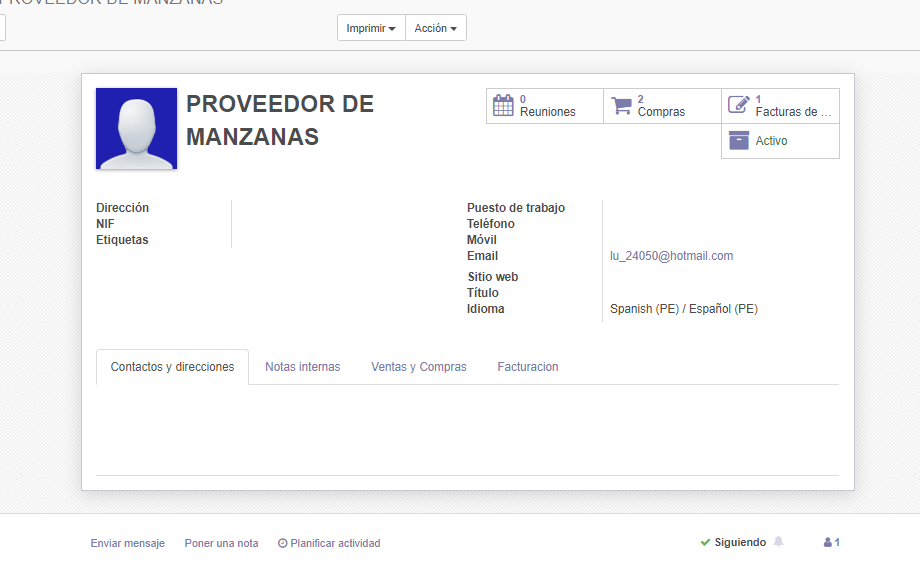 PROVEEDOR DE MANZANAS
Imprimir
Acción
PROVEEDOR DE
MANZANAS
0
Reuniones
2
Compras
1
Facturas de ...
Activo
Dirección
NIF
Etiquetas
Puesto de trabajo
Teléfono
Móvil
Email lu_24050@hotmail.com
Sitio web
Título
Idioma Spanish (PE) / Español (PE)
Contactos y direcciones Notas internas Ventas y Compras Facturacion
Enviar mensaje Poner una nota Planificar actividad Siguiendo 1